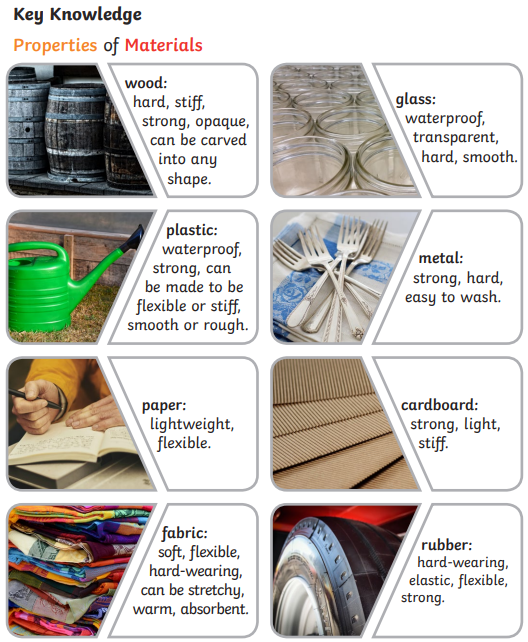 Key Knowledge
Properties of Materials
wood:
hard, stiff,
strong, opaque,
can be carved
into any
shape.
glass:
waterproof,
transparent,
hard, smooth.
plastic:
waterproof,
strong, can
be made to be
flexible or stiff,
smooth or rough.
metal:
strong, hard,
easy to wash.
paper:
lightweight,
flexible.
cardboard:
strong, light,
stiff.
fabric:
soft, flexible,
hard-wearing,
can be stretchy,
warm, absorbent.
rubber:
hard-wearing,
elastic, flexible,
strong.